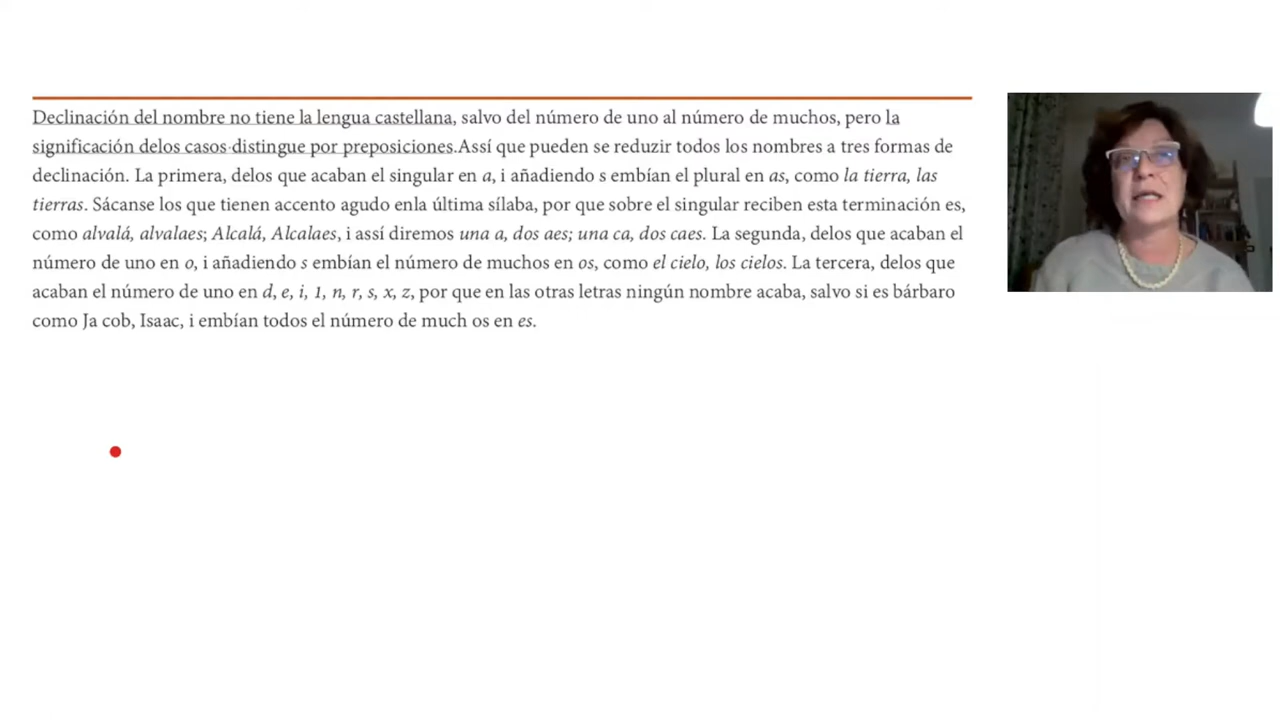 Declinación del nombre no tiene la lengua castellana, salvo del número de uno al número de muchos, pero la
significación delos casos·distingue por preposiciones.Assí que pueden se reduzir todos los nombres a tres formas de
declinación. La primera, delos que acaban el singular en a, i añadiendo s embían el plural en as, como la tierra, las
tierras. Sácanse los que tienen accento agudo enla última sílaba, por que sobre el singular reciben esta terminación es,
como alvalá, alvalaes; Alcalá, Alcalaes, i assí diremos una a, dos aes; una ca, dos caes. La segunda, delos que acaban el
número de uno en o, i añadiendo s embían el número de muchos en os, como el cielo, los cielos. La tercera, delos que
acaban el número de uno en d, e, i, 1, n, r, s, x, z, por que en las otras letras ningún nombre acaba, salvo si es bárbaro
como Ja cob, Isaac, i embían todos el número de much os en es.